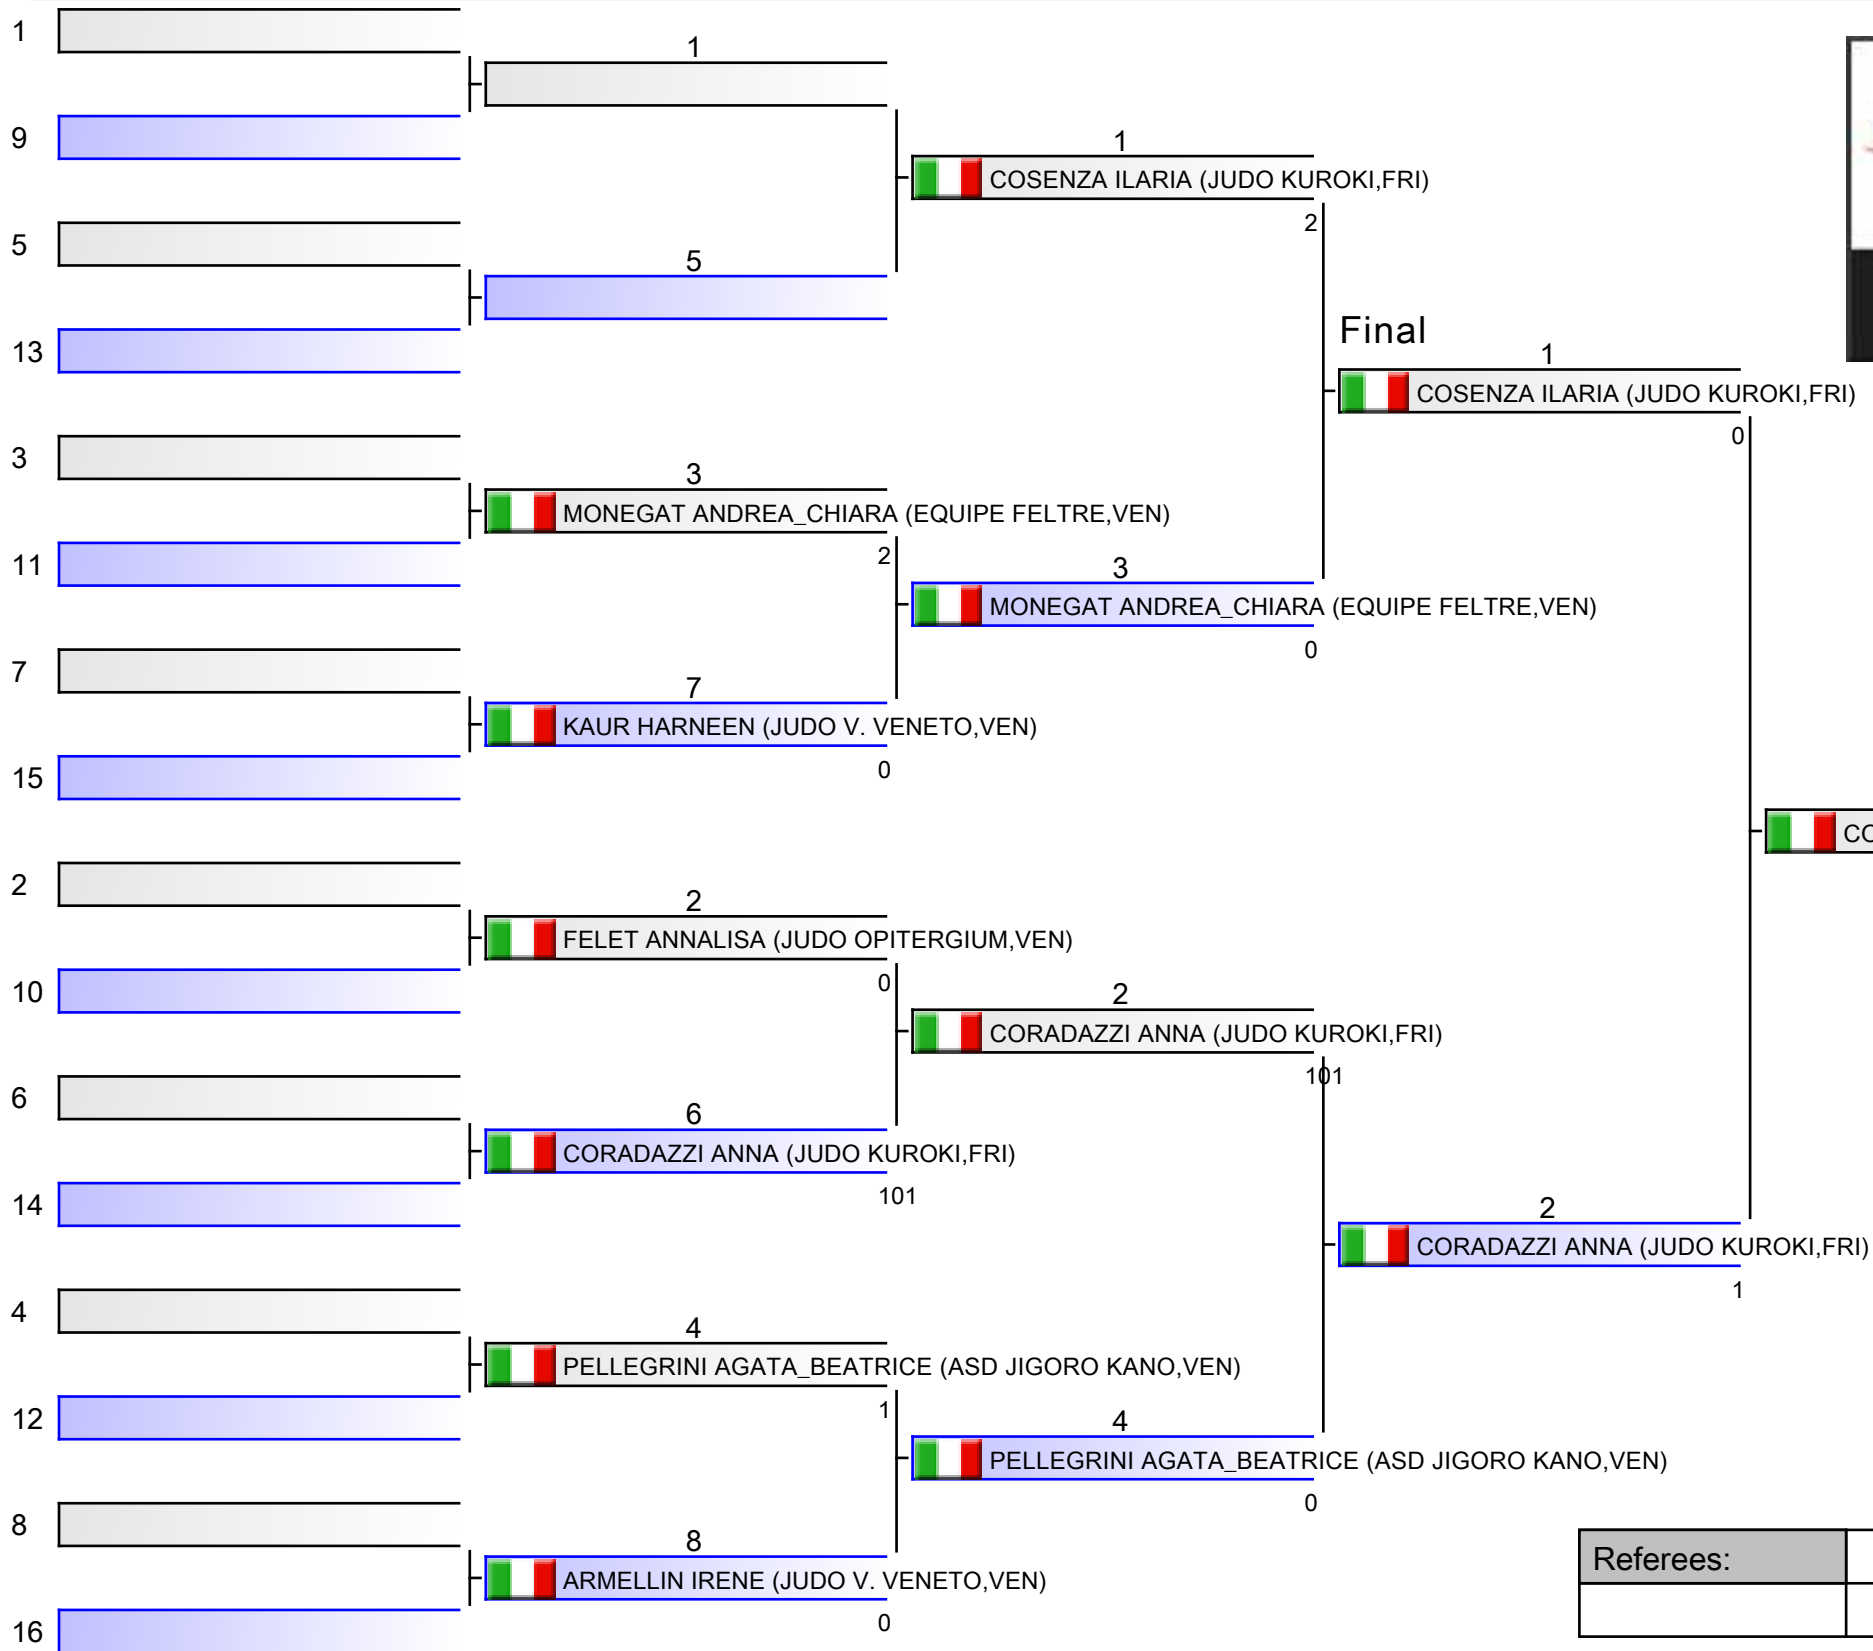 1
1
9
1
COSENZA ILARIA (JUDO KUROKI,FRI)
2
5
5
13
Final
1
COSENZA ILARIA (JUDO KUROKI,FRI)
0
3
3
MONEGAT ANDREA_CHIARA (EQUIPE FELTRE,VEN)
2
11
3
MONEGAT ANDREA_CHIARA (EQUIPE FELTRE,VEN)
0
7
7
KAUR HARNEEN (JUDO V. VENETO,VEN)
0
15
CO
2
2
FELET ANNALISA (JUDO OPITERGIUM,VEN)
0
10
2
CORADAZZI ANNA (JUDO KUROKI,FRI)
101
6
6
CORADAZZI ANNA (JUDO KUROKI,FRI)
101
14
2
CORADAZZI ANNA (JUDO KUROKI,FRI)
1
4
4
PELLEGRINI AGATA_BEATRICE (ASD JIGORO KANO,VEN)
1
12
4
PELLEGRINI AGATA_BEATRICE (ASD JIGORO KANO,VEN)
0
8
8
ARMELLIN IRENE (JUDO V. VENETO,VEN)
0
16
Referees: